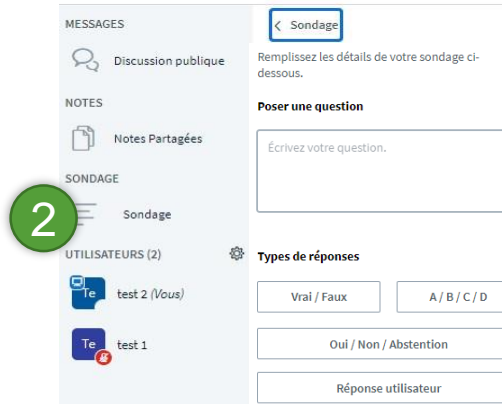 MESSAGES
Discussion publique
NOTES
Notes Partagées
SONDAGE
2
Sondage
UTILISATEURS (2)
Te
test 2 (Vous)
Te
test 1
Sondage
Remplissez les détails de votre sondage ci-
dessous.
Poser une question
Écrivez votre question.
Types de réponses
Vrai / Faux
A / B / C / D
Oui / Non / Abstention
Réponse utilisateur